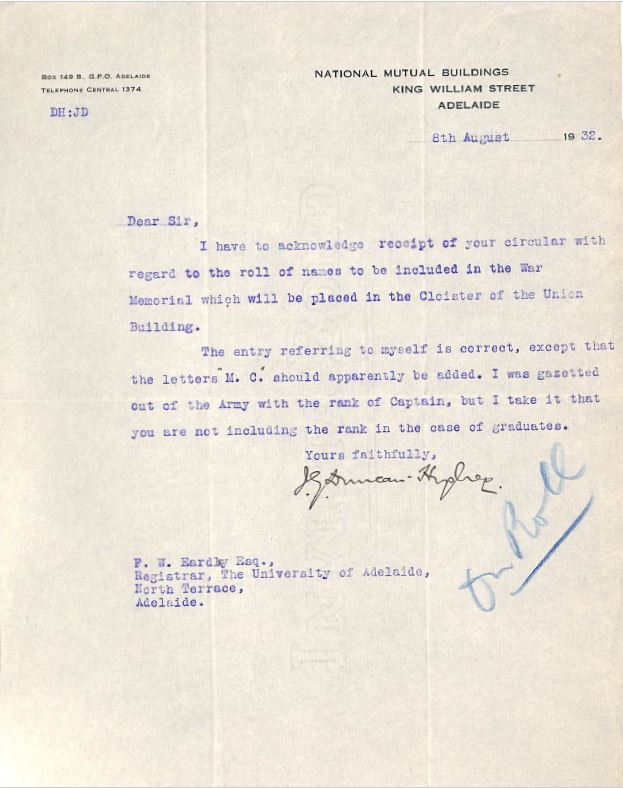 Box 149 B, G.P.O. Adelaide
Telephone Central 1374
DH:JD
NATIONAL MUTUAL BUILDINGS
KING WILLIAM STREET
ADELAIDE
8th August 1932.
Dear Sir,
I have to acknowledge receipt of your circular with
regard to the roll of names to be included in the War
Memorial which will be placed in the Cloister of the Union
Building.
The entry referring to myself is correct, except that
the letters "M. C." should apparently be added. I was gazetted
out of the Army with the rank of Captain, but I take it that
you are not including the rank in the case of graduates.
Yours faithfully,
J.G. Duncan-Hughes.
on Roll
F. W. Eardly Esq.,
Registrar, The University of Adelaide,
North Terrace,
Adelaide.